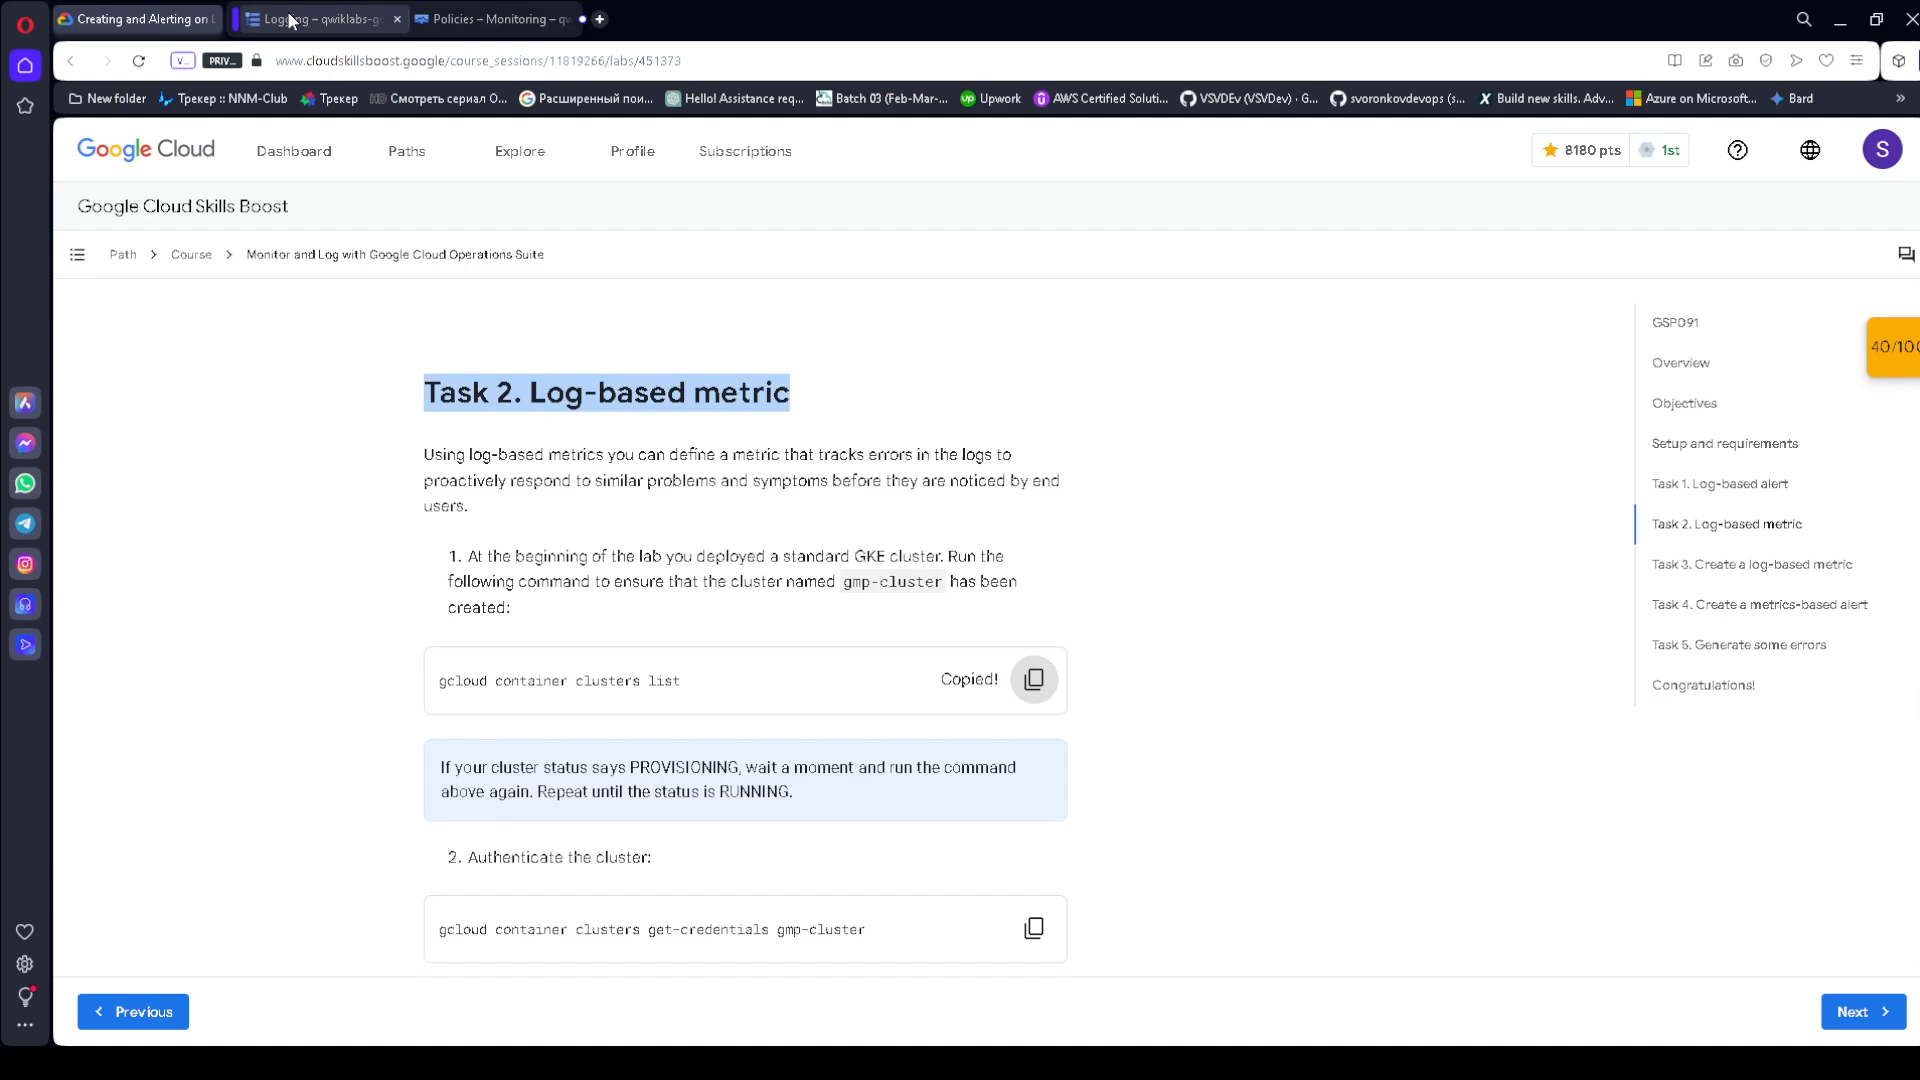 Creating and Alerting on L
Logging – qwiklabs-gc
Policies – Monitoring – qw
V...
PRIV...
www.cloudskillsboost.google/course_sessions/11819266/labs/451373
New folder
Трекер :: NNM-Club
Трекер
HD Смотреть сериал О...
Расширенный пои...
Hello! Assistance req...
Batch 03 (Feb-Mar-...
Upwork
AWS Certified Soluti...
VSVDEv (VSVDev) · G...
svoronkovdevops (s...
Build new skills. Adv...
Azure on Microsoft...
Bard
Google Cloud
Dashboard
Paths
Explore
Profile
Subscriptions
8180 pts
1st
S
Google Cloud Skills Boost
Path
Course
Monitor and Log with Google Cloud Operations Suite
Task 2. Log-based metric
Using log-based metrics you can define a metric that tracks errors in the logs to
proactively respond to similar problems and symptoms before they are noticed by end
users.
1. At the beginning of the lab you deployed a standard GKE cluster. Run the
following command to ensure that the cluster named gmp-cluster has been
created:
gcloud container clusters list
Copied!
If your cluster status says PROVISIONING, wait a moment and run the command
above again. Repeat until the status is RUNNING.
2. Authenticate the cluster:
gcloud container clusters get-credentials gmp-cluster
GSP091
Overview
Objectives
Setup and requirements
Task 1. Log-based alert
Task 2. Log-based metric
Task 3. Create a log-based metric
Task 4. Create a metrics-based alert
Task 5. Generate some errors
Congratulations!
40/100
Previous
Next